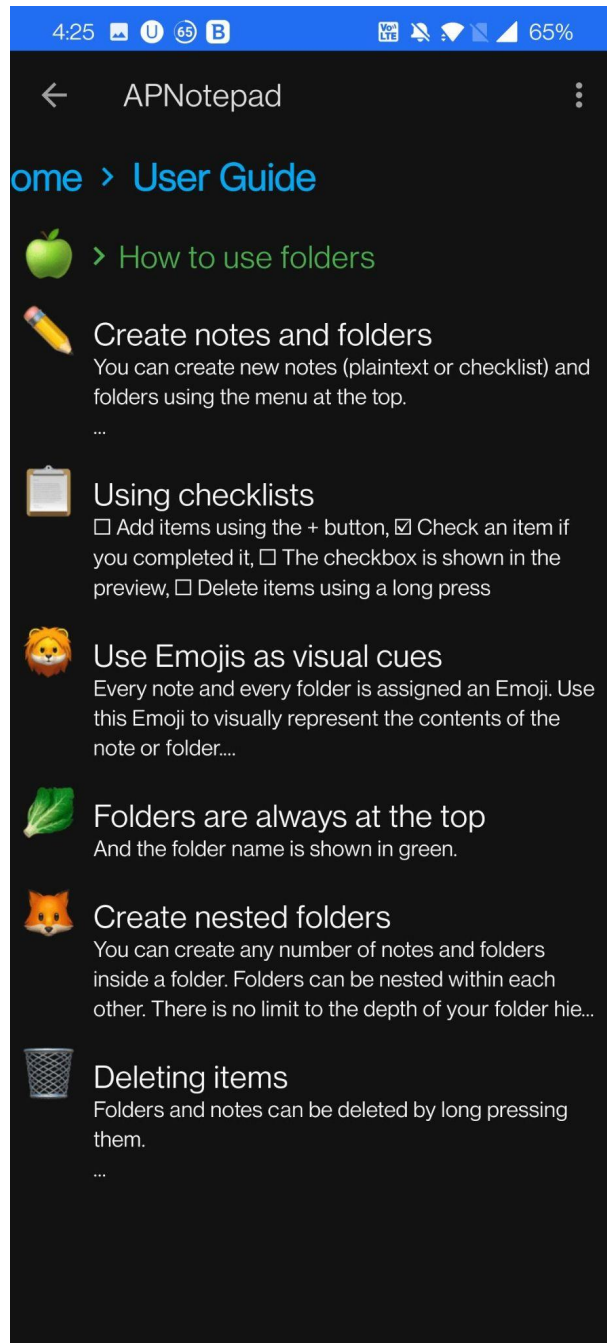 4:25 U 65 B VoD LTE 65%
APNotepad
ome > User Guide
> How to use folders
Create notes and folders
You can create new notes (plaintext or checklist) and
folders using the menu at the top.
...
Using checklists
☐ Add items using the + button, ☑ Check an item if
you completed it, ☐ The checkbox is shown in the
preview, ☐ Delete items using a long press
Use Emojis as visual cues
Every note and every folder is assigned an Emoji. Use
this Emoji to visually represent the contents of the
note or folder....
Folders are always at the top
And the folder name is shown in green.
Create nested folders
You can create any number of notes and folders
inside a folder. Folders can be nested within each
other. There is no limit to the depth of your folder hie...
Deleting items
Folders and notes can be deleted by long pressing
them.
...